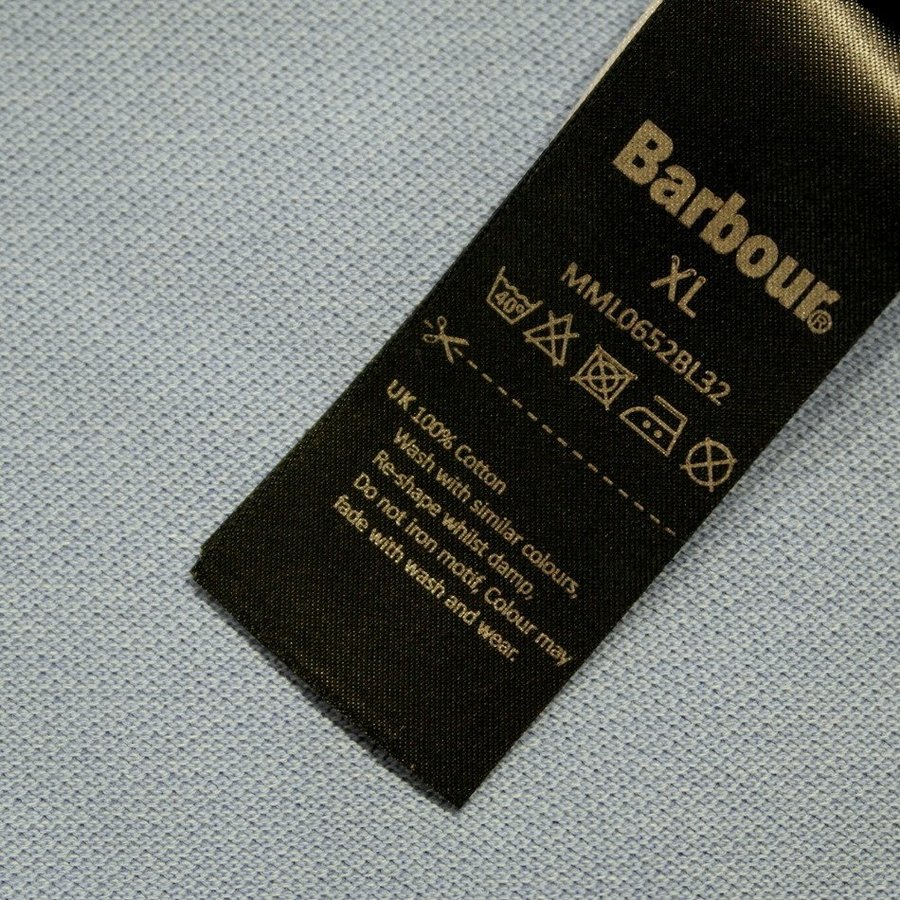 Barbour®
XL
MML0652BL32
40°
UK 100% Cotton
Wash with similar colours,
Re-shape whilst damp,
Do not iron motif, Colour may
fade with wash and wear.